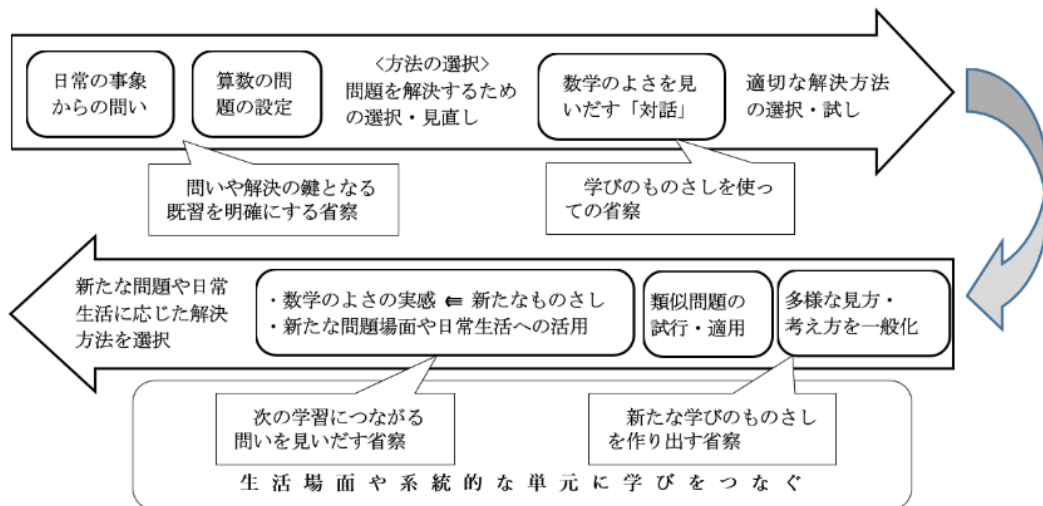 日常の事象
からの問い
算数の問
題の設定
〈方法の選択〉
問題を解決するため
の選択・見直し
数学のよさを見
いだす「対話」
適切な解決方法
の選択・試し
問いや解決の鍵となる
既習を明確にする省察
学びのものさしを使っ
ての省察
新たな問題や日常
生活に応じた解決
方法を選択
・数学のよさの実感 ⇚ 新たなものさし
・新たな問題場面や日常生活への活用
類似問題の
試行・適用
多様な見方・
考え方を一般化
次の学習につながる
問いを見いだす省察
新たな学びのものさし
を作り出す省察
生活場面や系統的な単元に学びをつなぐ